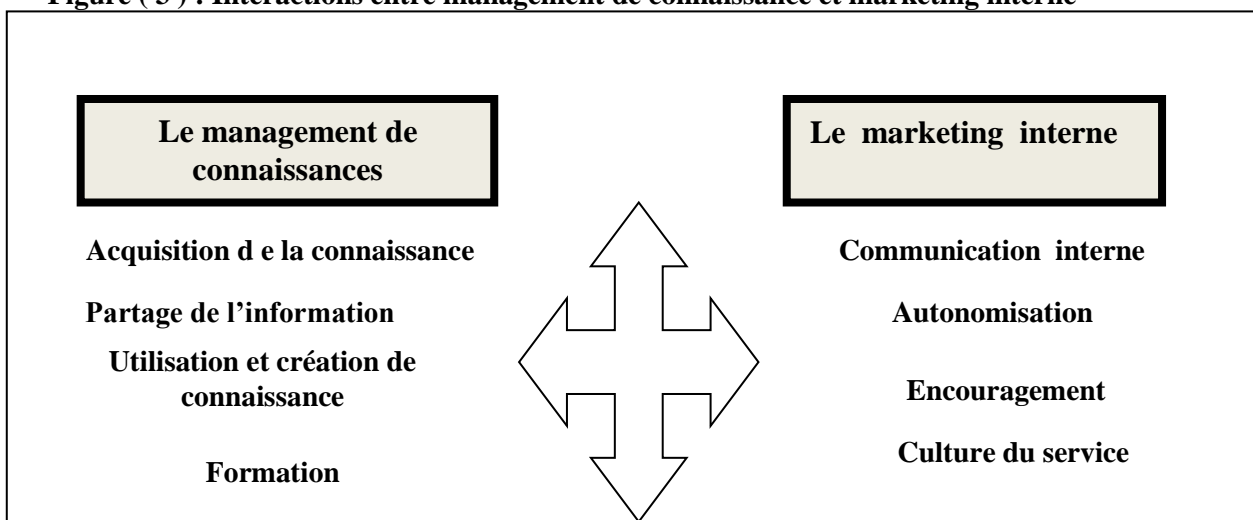 Figure ( 3 ) : Interactions entre management de connaissance et marketing interne
Le management de
connaissances
Le marketing interne
Acquisition d e la connaissance
Partage de l’information
Utilisation et création de
connaissance
Formation
Communication interne
Autonomisation
Encouragement
Culture du service